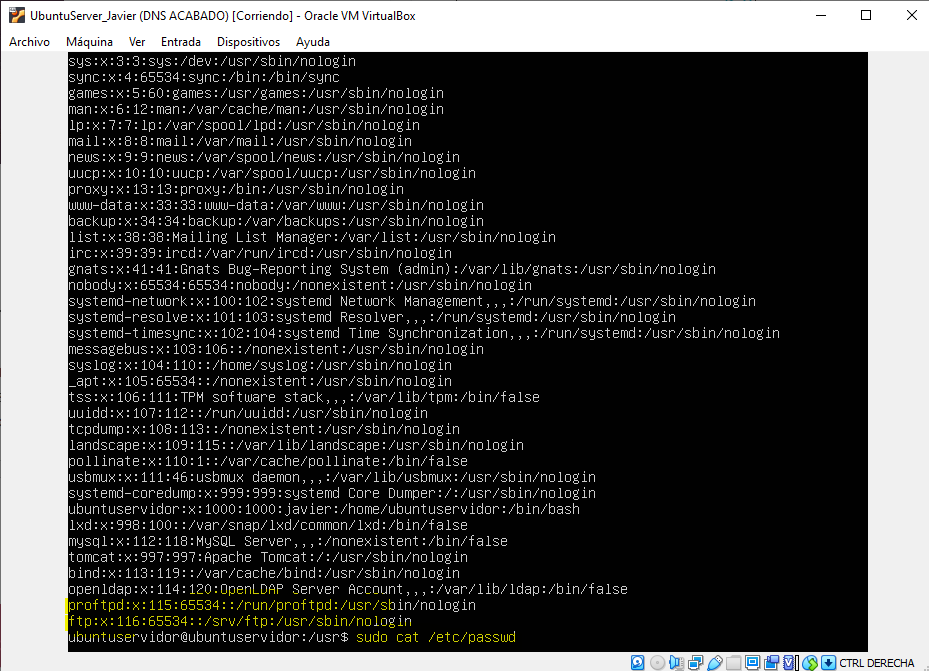 UbuntuServer_Javier (DNS ACABADO) [Corriendo] - Oracle VM VirtualBox
Archivo Máquina Ver Entrada Dispositivos Ayuda
sys:x:3:3:sys:/dev:/usr/sbin/nologin
sync:x:4:65534:sync:/bin:/bin/sync
games:x:5:60:games:/usr/games:/usr/sbin/nologin
man:x:6:12:man:/var/cache/man:/usr/sbin/nologin
lp:x:7:7:lp:/var/spool/lpd:/usr/sbin/nologin
mail:x:8:8:mail:/var/mail:/usr/sbin/nologin
news:x:9:9:news:/var/spool/news:/usr/sbin/nologin
uucp:x:10:10:uucp:/var/spool/uucp:/usr/sbin/nologin
proxy:x:13:13:proxy:/bin:/usr/sbin/nologin
www-data:x:33:33:www-data:/var/www:/usr/sbin/nologin
backup:x:34:34:backup:/var/backups:/usr/sbin/nologin
list:x:38:38:Mailing List Manager:/var/list:/usr/sbin/nologin
irc:x:39:39:ircd:/var/run/ircd:/usr/sbin/nologin
gnats:x:41:41:Gnats Bug-Reporting System (admin):/var/lib/gnats:/usr/sbin/nologin
nobody:x:65534:65534:nobody:/nonexistent:/usr/sbin/nologin
systemd-network:x:100:102:systemd Network Management,,,:/run/systemd:/usr/sbin/nologin
systemd-resolve:x:101:103:systemd Resolver,,,:/run/systemd:/usr/sbin/nologin
systemd-timesync:x:102:104:systemd Time Synchronization,,,:/run/systemd:/usr/sbin/nologin
messagebus:x:103:106::/nonexistent:/usr/sbin/nologin
syslog:x:104:110::/home/syslog:/usr/sbin/nologin
_apt:x:105:65534::/nonexistent:/usr/sbin/nologin
tss:x:106:111:TPM software stack,,,:/var/lib/tpm:/bin/false
uuidd:x:107:112::/run/uuidd:/usr/sbin/nologin
tcpdump:x:108:113::/nonexistent:/usr/sbin/nologin
landscape:x:109:115::/var/lib/landscape:/usr/sbin/nologin
pollinate:x:110:1::/var/cache/pollinate:/bin/false
usbmux:x:111:46:usbmux daemon,,,:/var/lib/usbmux:/usr/sbin/nologin
systemd-coredump:x:999:999:systemd Core Dumper:/:/usr/sbin/nologin
ubuntuservidor:x:1000:1000:javier:/home/ubuntuservidor:/bin/bash
lxd:x:998:100::/var/snap/lxd/common/lxd:/bin/false
mysql:x:112:118:MySQL Server,,,:/nonexistent:/bin/false
tomcat:x:997:997:Apache Tomcat:/:/usr/sbin/nologin
bind:x:113:119::/var/cache/bind:/usr/sbin/nologin
openldap:x:114:120:OpenLDAP Server Account,,,:/var/lib/ldap:/bin/false
proftpd:x:115:65534::/run/proftpd:/usr/sbin/nologin
ftp:x:116:65534::/srv/ftp:/usr/sbin/nologin
ubuntuservidor@ubuntuservidor:/usr$ sudo cat /etc/passwd
CTRL DERECHA